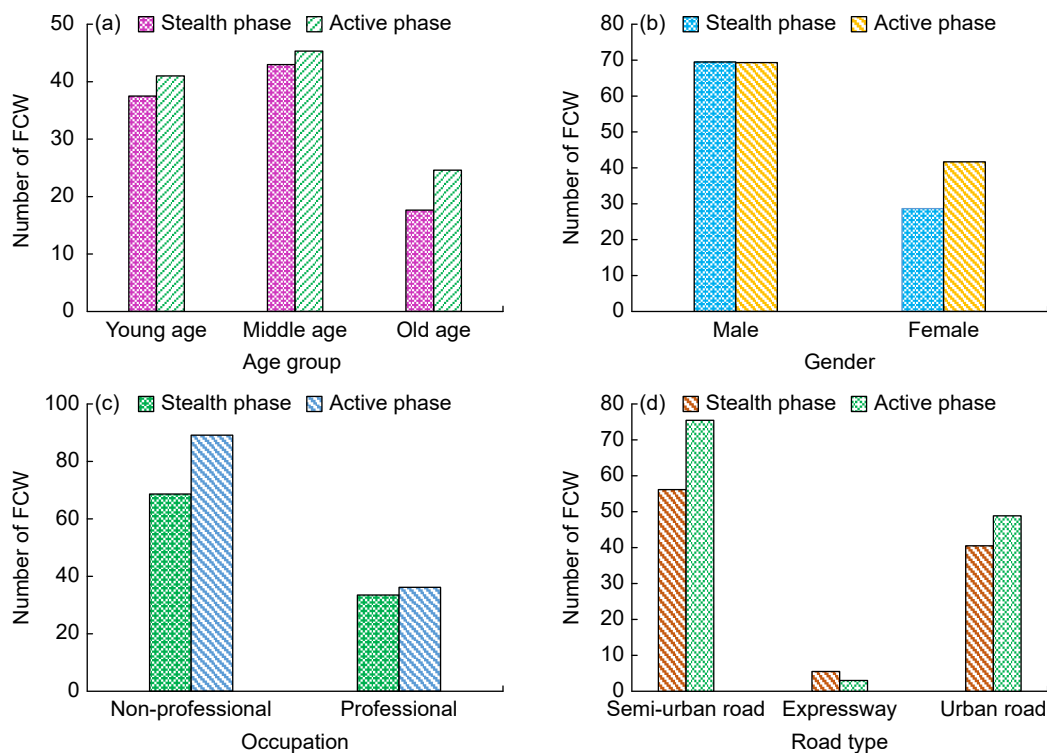 (a) Stealth phase Active phase
Number of FCW
50
40
30
20
10
0
Young age Middle age Old age
Age group
(b) Stealth phase Active phase
Number of FCW
80
70
60
50
40
30
20
10
0
Male Female
Gender
(c) Stealth phase Active phase
Number of FCW
100
80
60
40
20
0
Non-professional Professional
Occupation
(d) Stealth phase Active phase
Number of FCW
80
70
60
50
40
30
20
10
0
Semi-urban road Expressway Urban road
Road type